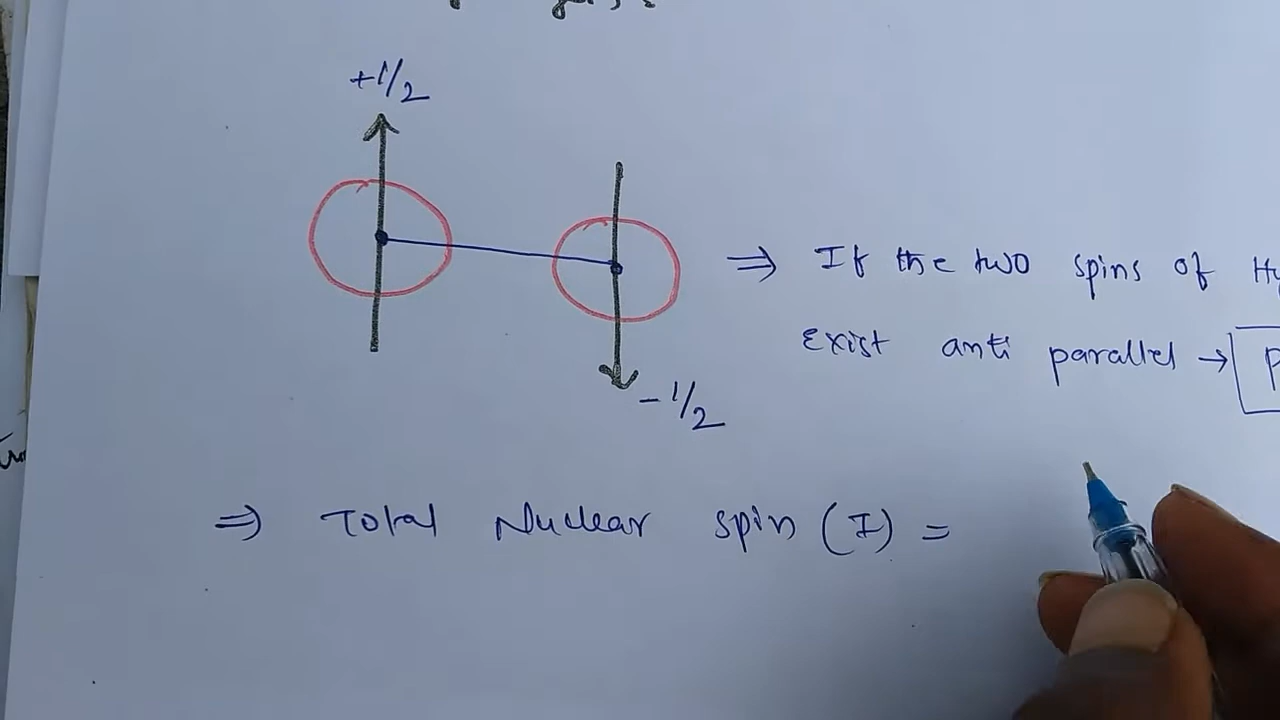 +1/2
-1/2
⇒ If the two spins of
exist anti parallel →
⇒ Total Nuclear spin (I) =